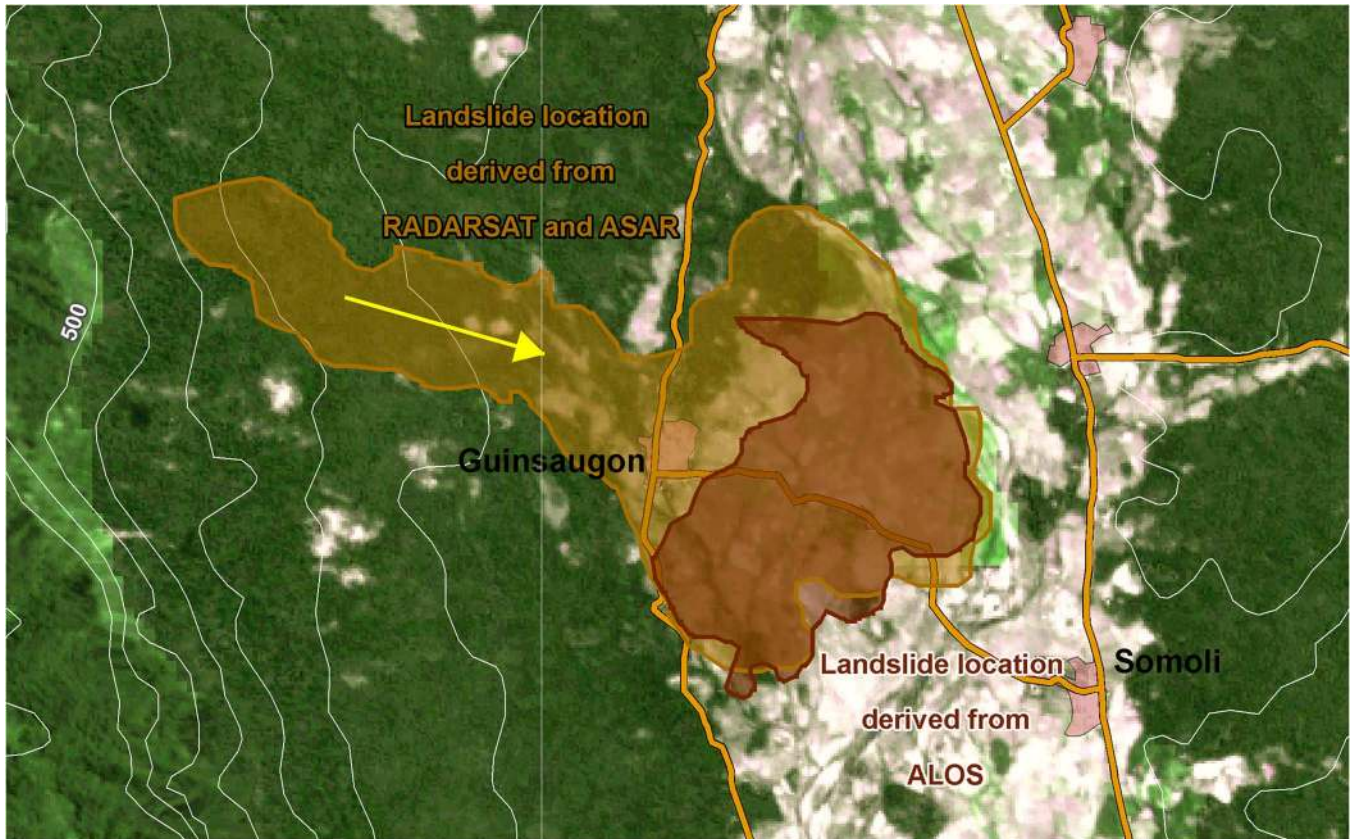 Landslide location
derived from
RADARSAT and ASAR
500
Guinsaugon
Landslide location
derived from
ALOS
Somoli